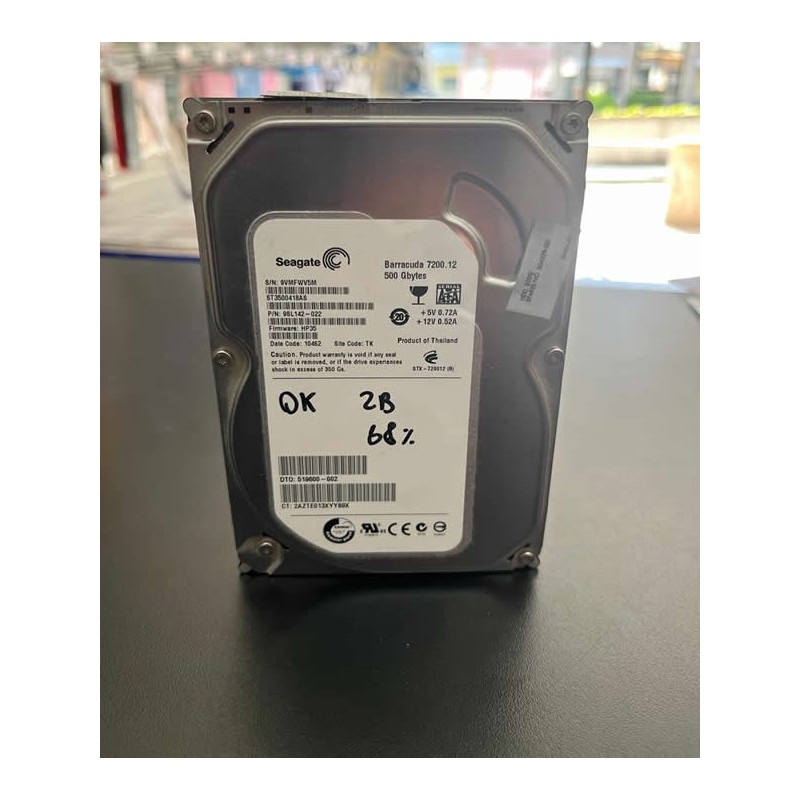 Seagate
Barracuda 7200.12
500 Gbytes
S/N: 9VMFWV5M
ST3500418AS
P/N: 9SL142-022
Firmware: HP35
Date Code: 10462 Site Code: TK
SERIAL
SATA
+5V 0.72A
+12V 0.52A
Product of Thailand
Caution. Product warranty is void if any seal
or label is removed, or if the drive experiences
shock in excess of 350 Gs.
STX-720012 (B)
OK 2B
68%
DTO: 519600-002
CT: 2AZTE013XYY89X